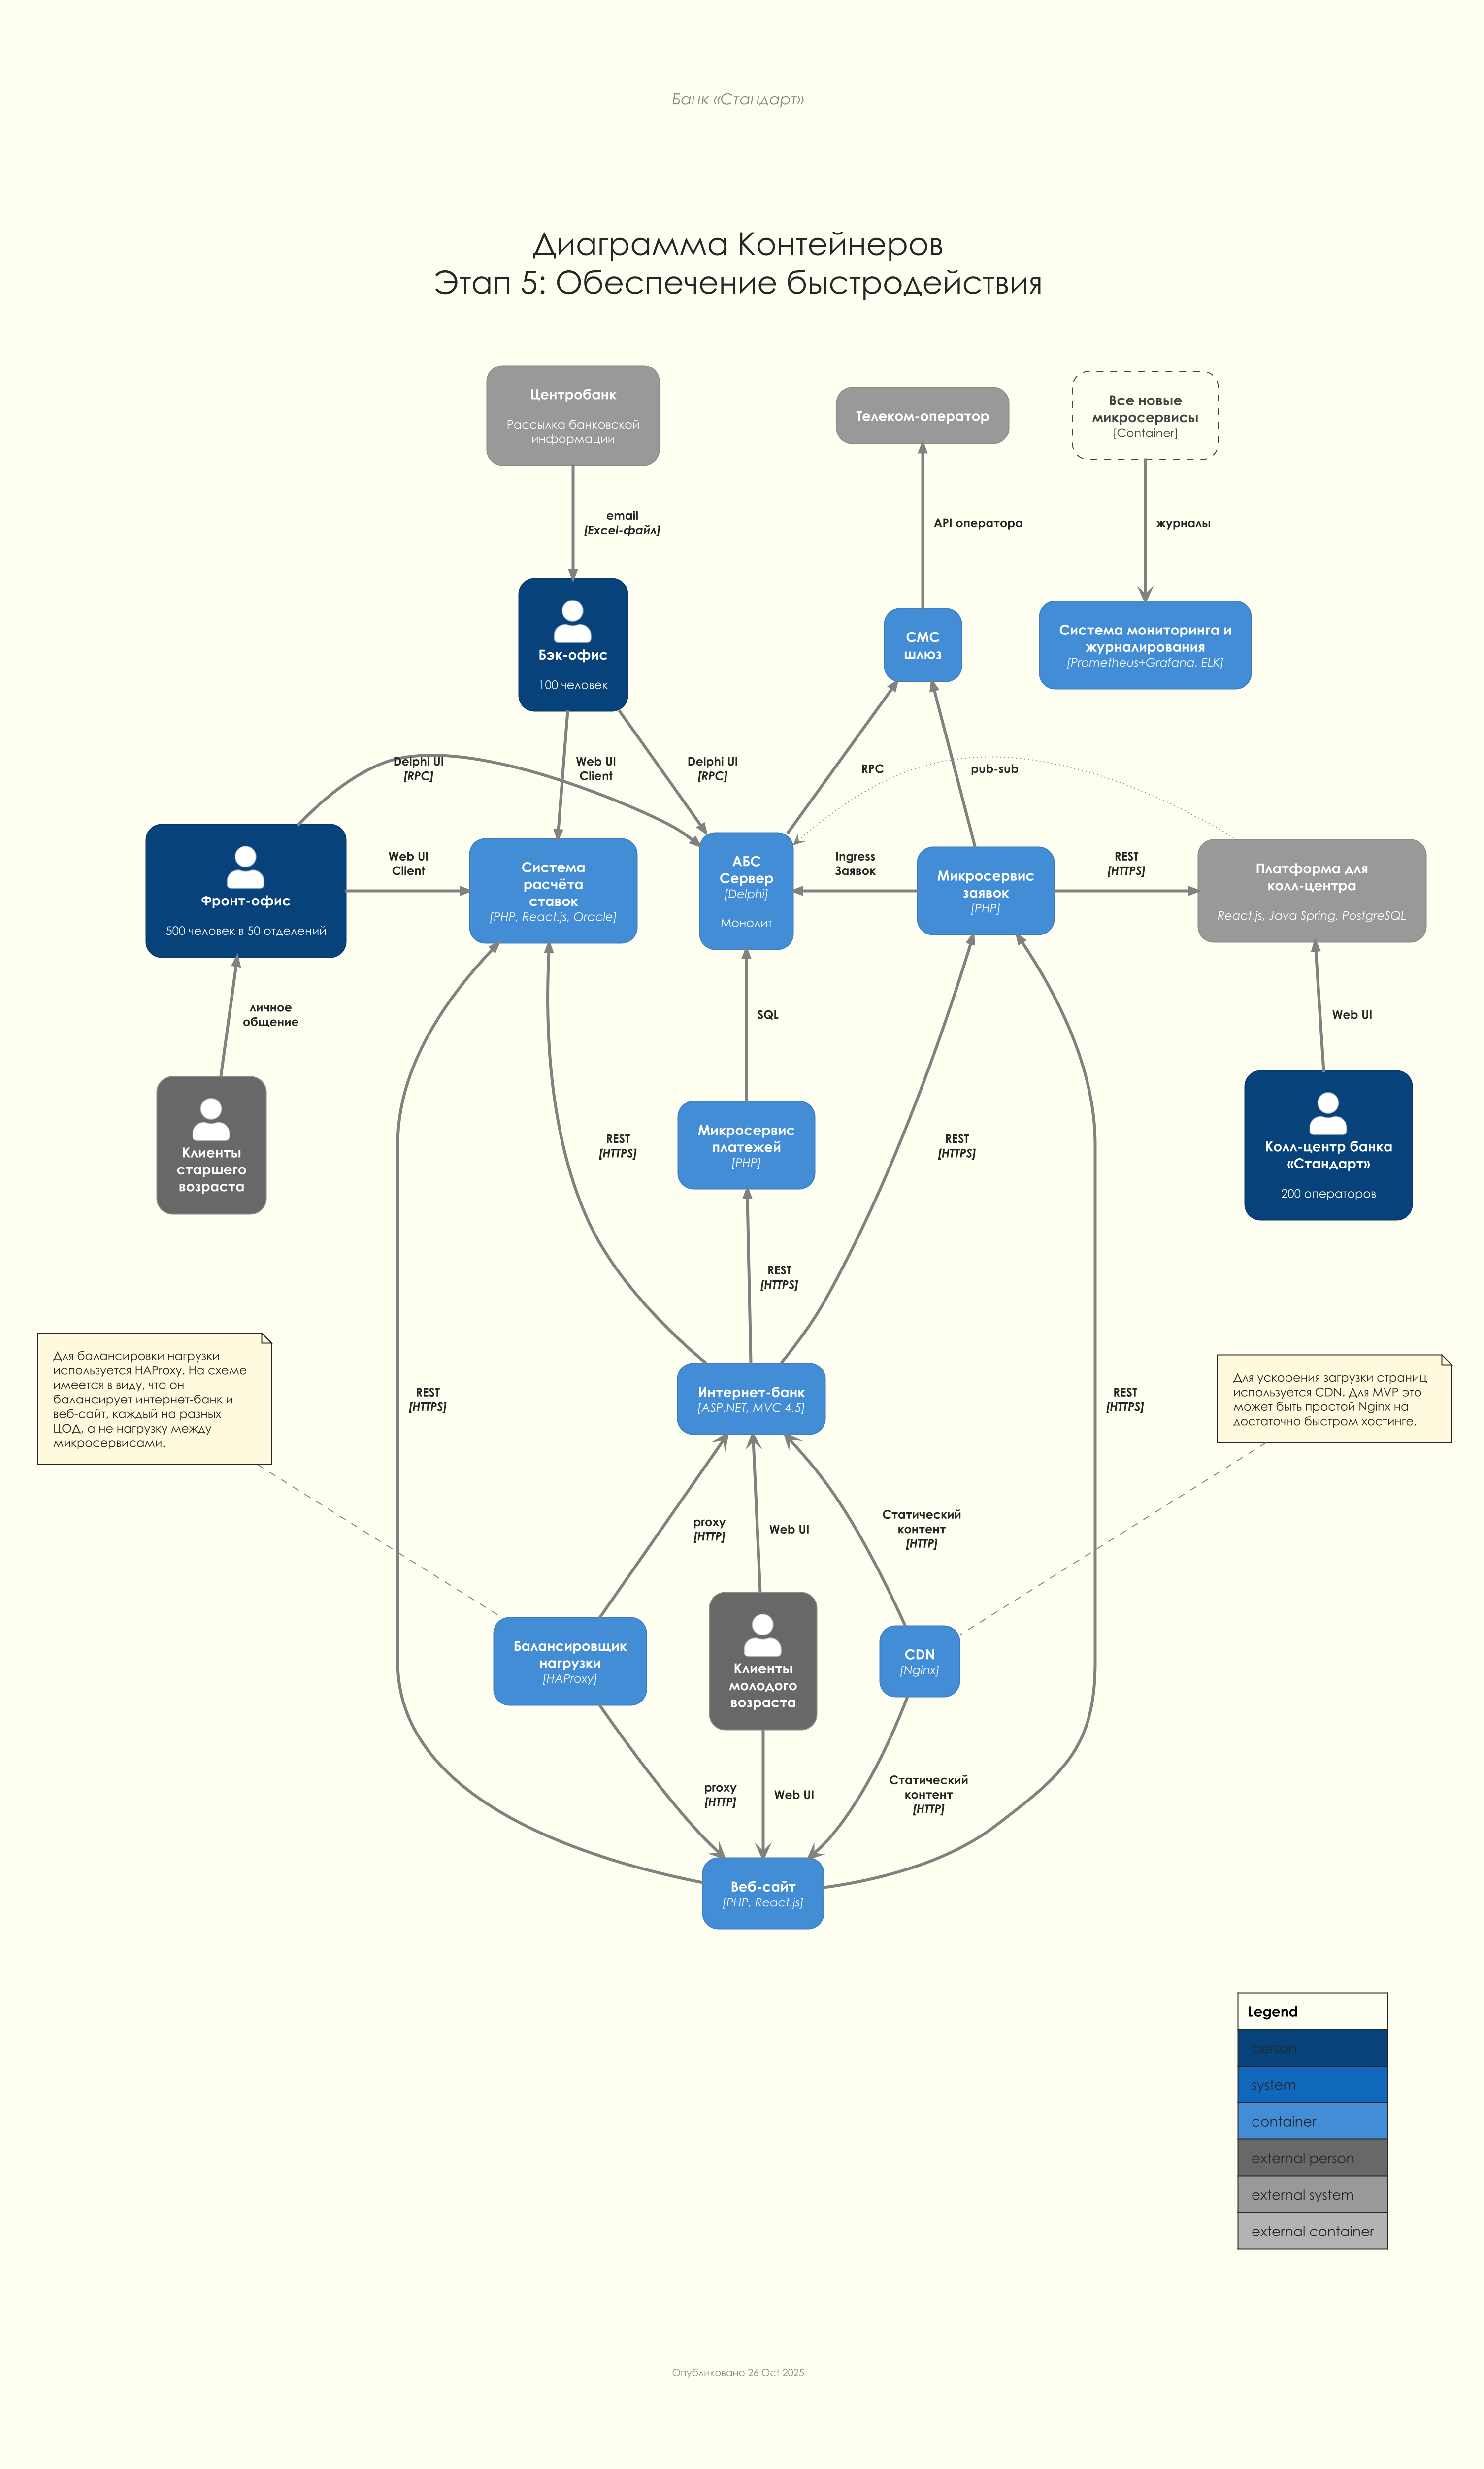 Банк «Стандарт»
Диаграмма Контейнеров
Этап 5: Обеспечение быстродействия
Центробанк
Рассылка банковской
информации
Телеком-оператор
Все новые
микросервисы
[Container]
email
[Excel-файл]
API оператора
журналы
Бэк-офис
100 человек
СМС
шлюз
Система мониторинга и
журналирования
[Prometheus+Grafana, ELK]
Delphi UI
[RPC]
Web UI
Client
Delphi UI
[RPC]
RPC
pub-sub
Фронт-офис
500 человек в 50 отделений
Web UI
Client
Система
расчёта
ставок
[PHP, React.js, Oracle]
АБС
Сервер
[Delphi]
Монолит
Ingress
Заявок
Микросервис
заявок
[PHP]
REST
[HTTPS]
Платформа для
колл-центра
React.js, Java Spring, PostgreSQL
личное
общение
SQL
Web UI
Клиенты
старшего
возраста
REST
[HTTPS]
Микросервис
платежей
[PHP]
REST
[HTTPS]
Колл-центр банка
«Стандарт»
200 операторов
REST
[HTTPS]
Для балансировки нагрузки
используется HAProxy. На схеме
имеется в виду, что он
балансирует интернет-банк и
веб-сайт, каждый на разных
ЦОД, а не нагрузку между
микросервисами.
REST
[HTTPS]
Интернет-банк
[ASP.NET, MVC 4.5]
REST
[HTTPS]
Для ускорения загрузки страниц
используется CDN. Для MVP это
может быть простой Nginx на
достаточно быстром хостинге.
proxy
[HTTP]
Web UI
Статический
контент
[HTTP]
Балансировщик
нагрузки
[HAProxy]
Клиенты
молодого
возраста
CDN
[Nginx]
proxy
[HTTP]
Web UI
Статический
контент
[HTTP]
Веб-сайт
[PHP, React.js]
Legend
person
system
container
external person
external system
external container
Опубликовано 26 Oct 2025